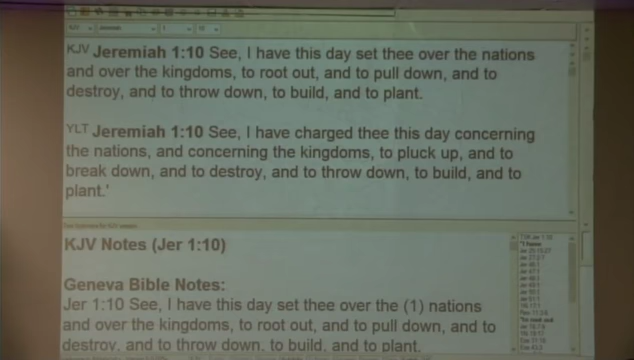 KJV Jeremiah 1:10 See, I have this day set thee over the nations
and over the kingdoms, to root out, and to pull down, and to
destroy, and to throw down, to build, and to plant.
YLT Jeremiah 1:10 See, I have charged thee this day concerning
the nations, and concerning the kingdoms, to pluck up, and to
break down, and to destroy, and to throw down, to build, and to
plant.'
KJV Notes (Jer 1:10)
Geneva Bible Notes:
Jer 1:10 See, I have this day set thee over the (1) nations
and over the kingdoms, to root out, and to pull down, and to
destroy, and to throw down, to build, and to plant.